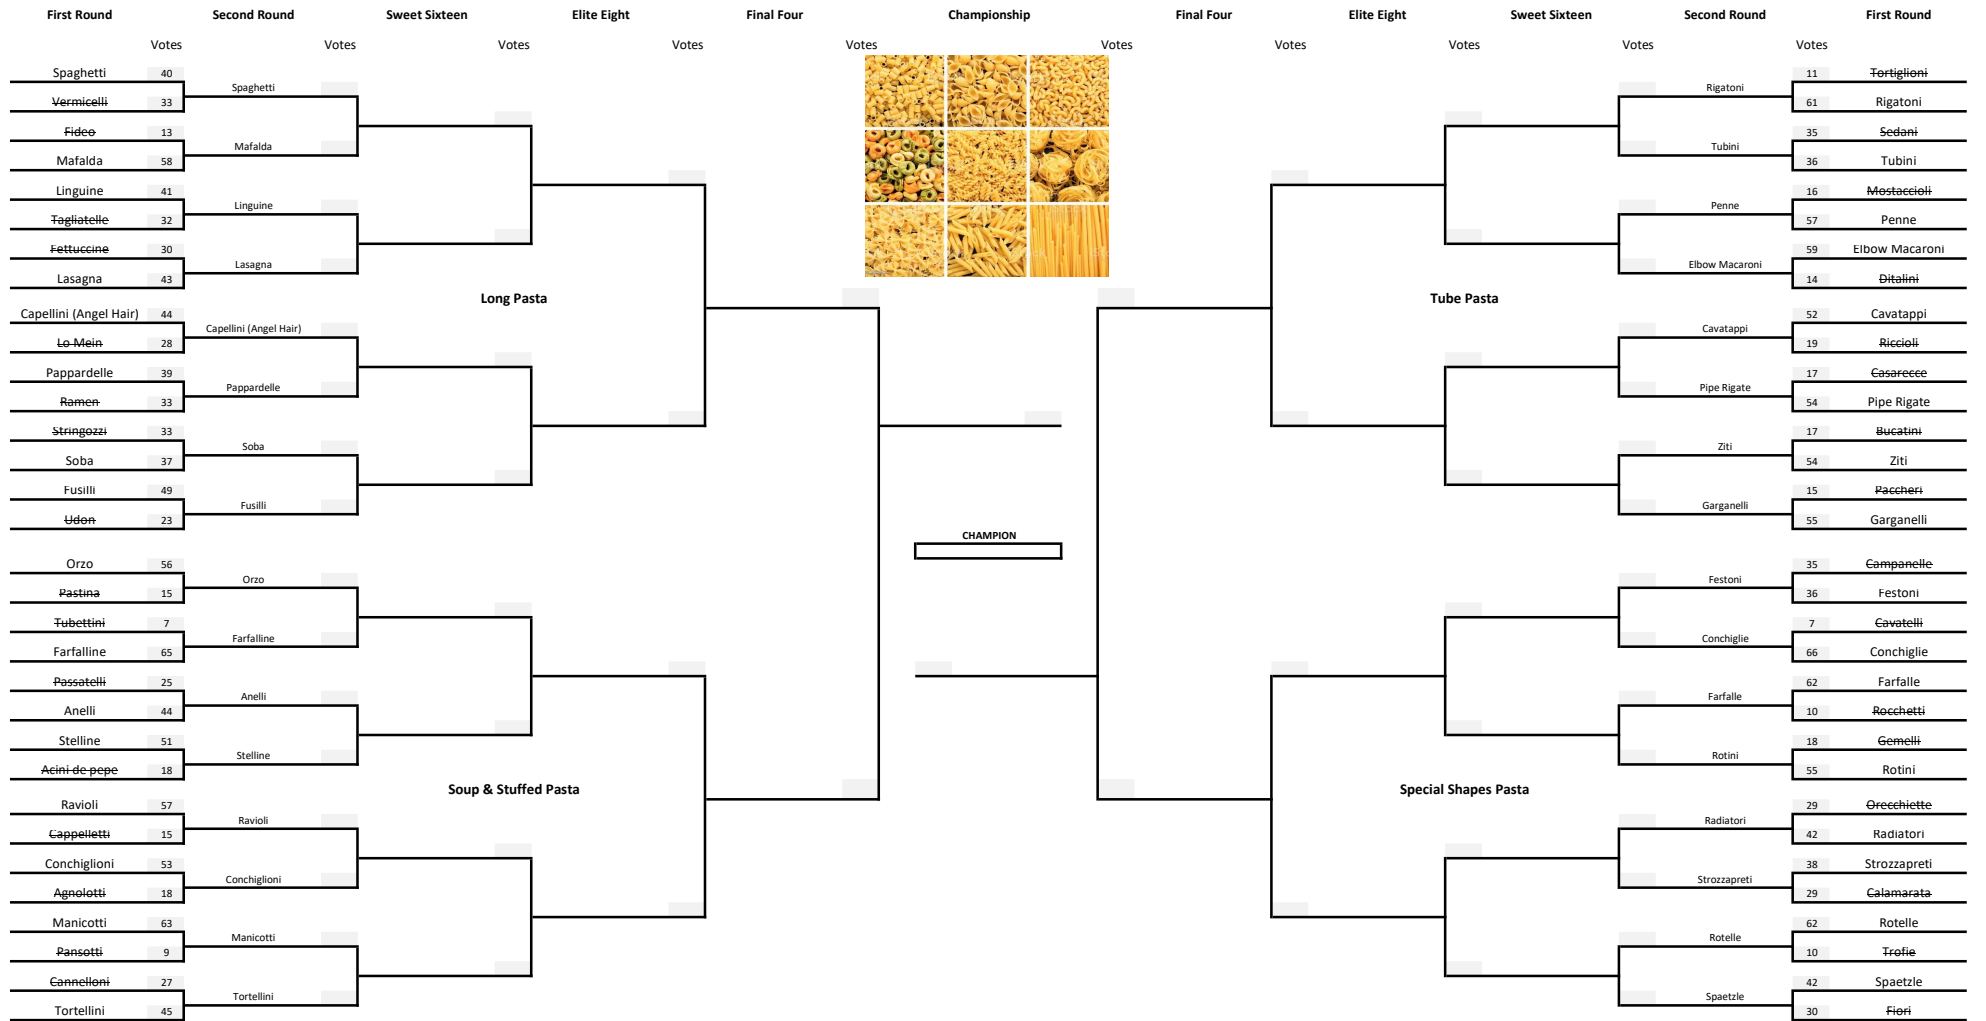 First Round Second Round Sweet Sixteen Elite Eight Final Four Championship Final Four Elite Eight Sweet Sixteen Second Round First Round
Votes Votes Votes Votes Votes Votes Votes Votes Votes Votes
Spaghetti 40 11 Tortiglioni
Spaghetti Rigatoni
Vermicelli 33 61 Rigatoni
Fideo 13 35 Sedani
Mafalda Tubini
Mafalda 58 36 Tubini
Linguine 41 16 Mostaccioli
Linguine Penne
Tagliatelle 32 57 Penne
Fettuccine 30 59 Elbow Macaroni
Lasagna Elbow Macaroni
Lasagna 43 14 Ditalini
Long Pasta Tube Pasta
Capellini (Angel Hair) 44 52 Cavatappi
Capellini (Angel Hair) Cavatappi
Lo Mein 28 19 Riccioli
Pappardelle 39 17 Casarecce
Pappardelle Pipe Rigate
Ramen 33 54 Pipe Rigate
Stringozzi 33 17 Bucatini
Soba Ziti
Soba 37 54 Ziti
Fusilli 49 15 Paccheri
Fusilli Garganelli
Udon 23 55 Garganelli
CHAMPION
Orzo 56 35 Campanelle
Orzo Festoni
Pastina 15 36 Festoni
Tubettini 7 7 Cavatelli
Farfalline Conchiglie
Farfalline 65 66 Conchiglie
Passatelli 25 62 Farfalle
Anelli Farfalle
Anelli 44 10 Rocchetti
Stelline 51 18 Gemelli
Stelline Rotini
Acini de pepe 18 55 Rotini
Soup & Stuffed Pasta Special Shapes Pasta
Ravioli 57 29 Orecchiette
Ravioli Radiatori
Cappelletti 15 42 Radiatori
Conchiglioni 53 38 Strozzapreti
Conchiglioni Strozzapreti
Agnolotti 18 29 Calamarata
Manicotti 63 62 Rotelle
Manicotti Rotelle
Pansotti 9 10 Trofie
Cannelloni 27 42 Spaetzle
Tortellini Spaetzle
Tortellini 45 30 Fiori